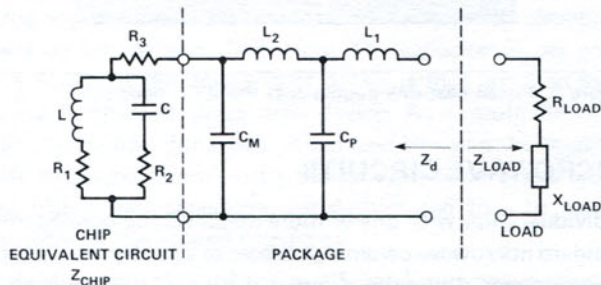 R3
L2
L1
L
C
CM
CP
Zd
ZLOAD
RLOAD
R1
R2
XLOAD
LOAD
CHIP
EQUIVALENT CIRCUIT
ZCHIP
PACKAGE